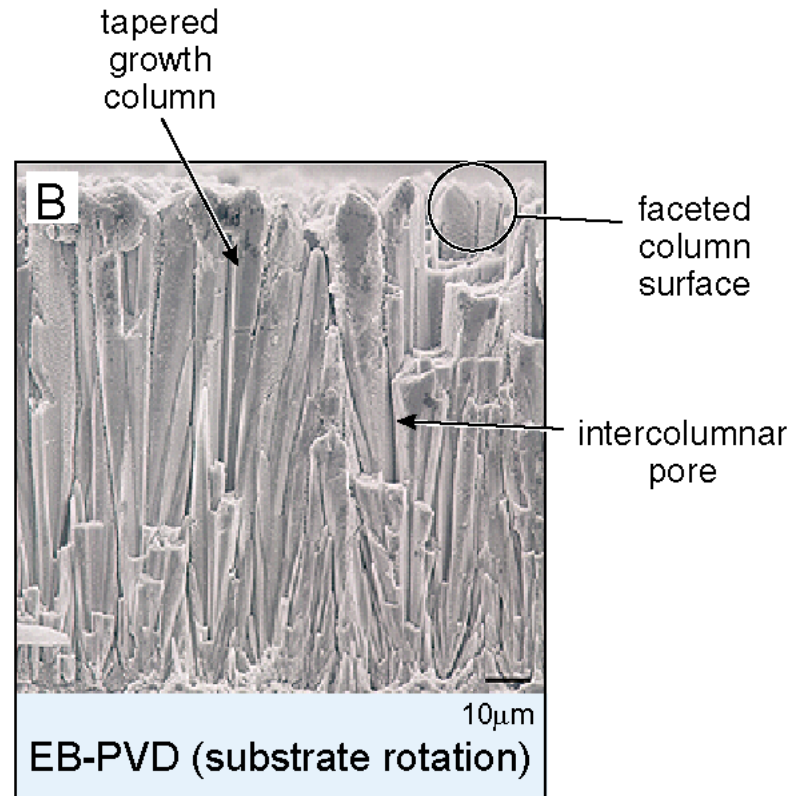 tapered
growth
column
B
faceted
column
surface
intercolumnar
pore
10μm
EB-PVD (substrate rotation)